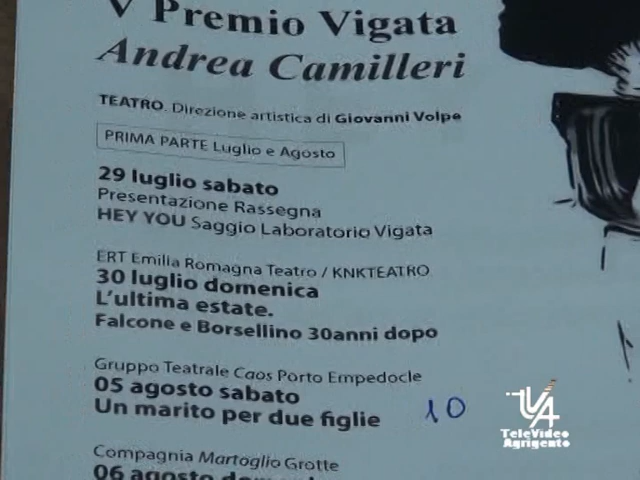 V Premio Vigata
Andrea Camilleri
TEATRO. Direzione artistica di Giovanni Volpe
PRIMA PARTE Luglio e Agosto
29 luglio sabato
Presentazione Rassegna
HEY YOU Saggio Laboratorio Vigata
ERT Emilia Romagna Teatro / KNKTEATRO
30 luglio domenica
L'ultima estate.
Falcone e Borsellino 30anni dopo
Gruppo Teatrale Caos Porto Empedocle
05 agosto sabato
Un marito per due figlie 10
Compagnia Martoglio Grotte
06 agosto
TVA
TeleVideo
Agrigento